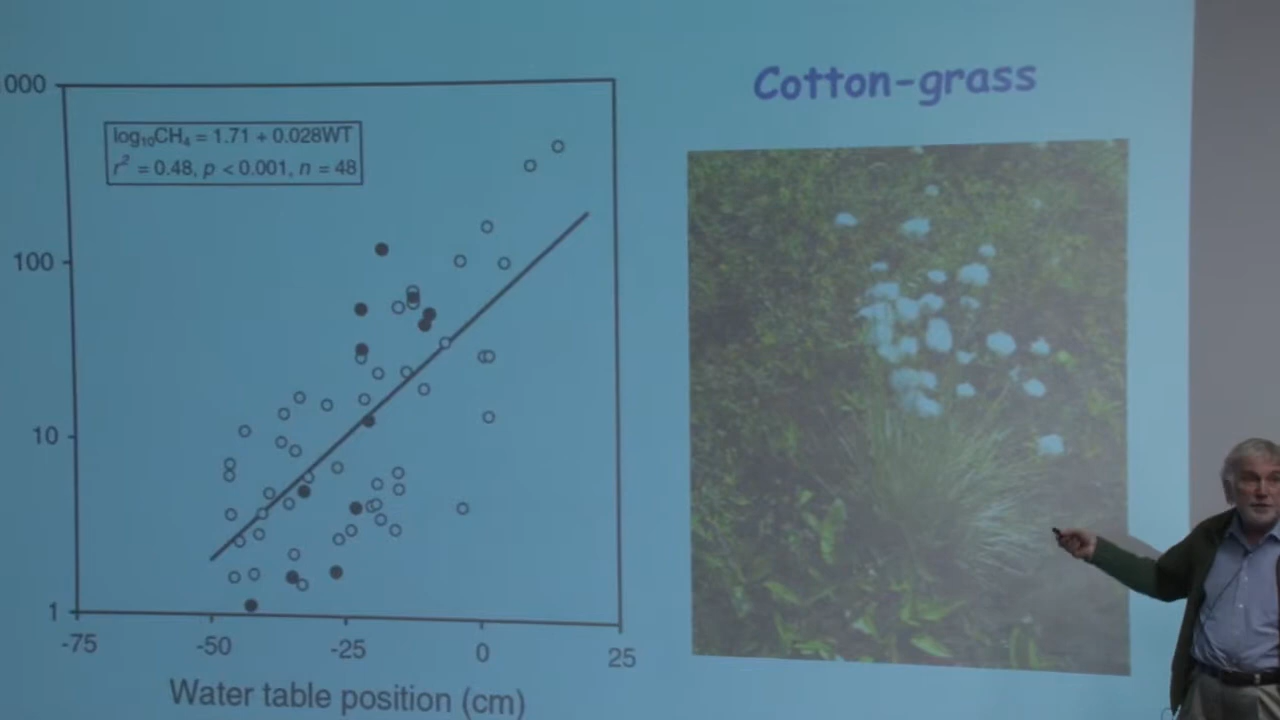 Cotton-grass
000
log₁₀CH₄ = 1.71 + 0.028WT
r² = 0.48, p < 0.001, n = 48
100
10
1
-75 -50 -25 0 25
Water table position (cm)